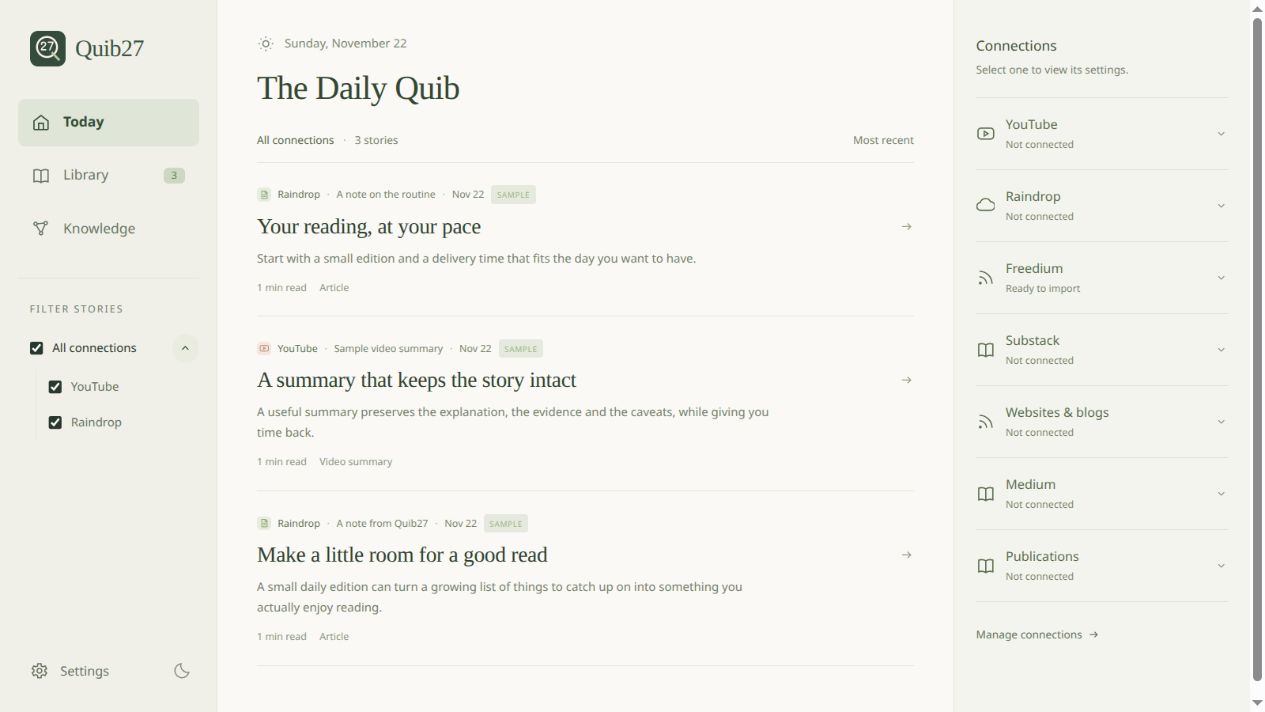 27
Quib27
Today
Library 3
Knowledge
FILTER STORIES
All connections
YouTube
Raindrop
Settings
Sunday, November 22
The Daily Quib
All connections · 3 stories
Most recent
Raindrop · A note on the routine · Nov 22 SAMPLE
Your reading, at your pace
Start with a small edition and a delivery time that fits the day you want to have.
1 min read Article
YouTube · Sample video summary · Nov 22 SAMPLE
A summary that keeps the story intact
A useful summary preserves the explanation, the evidence and the caveats, while giving you
time back.
1 min read Video summary
Raindrop · A note from Quib27 · Nov 22 SAMPLE
Make a little room for a good read
A small daily edition can turn a growing list of things to catch up on into something you
actually enjoy reading.
1 min read Article
Connections
Select one to view its settings.
YouTube
Not connected
Raindrop
Not connected
Freedium
Ready to import
Substack
Not connected
Websites & blogs
Not connected
Medium
Not connected
Publications
Not connected
Manage connections →